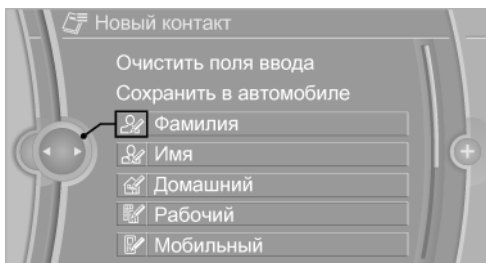 Новый контакт
Очистить поля ввода
Сохранить в автомобиле
Фамилия
Имя
Домашний
Рабочий
Мобильный